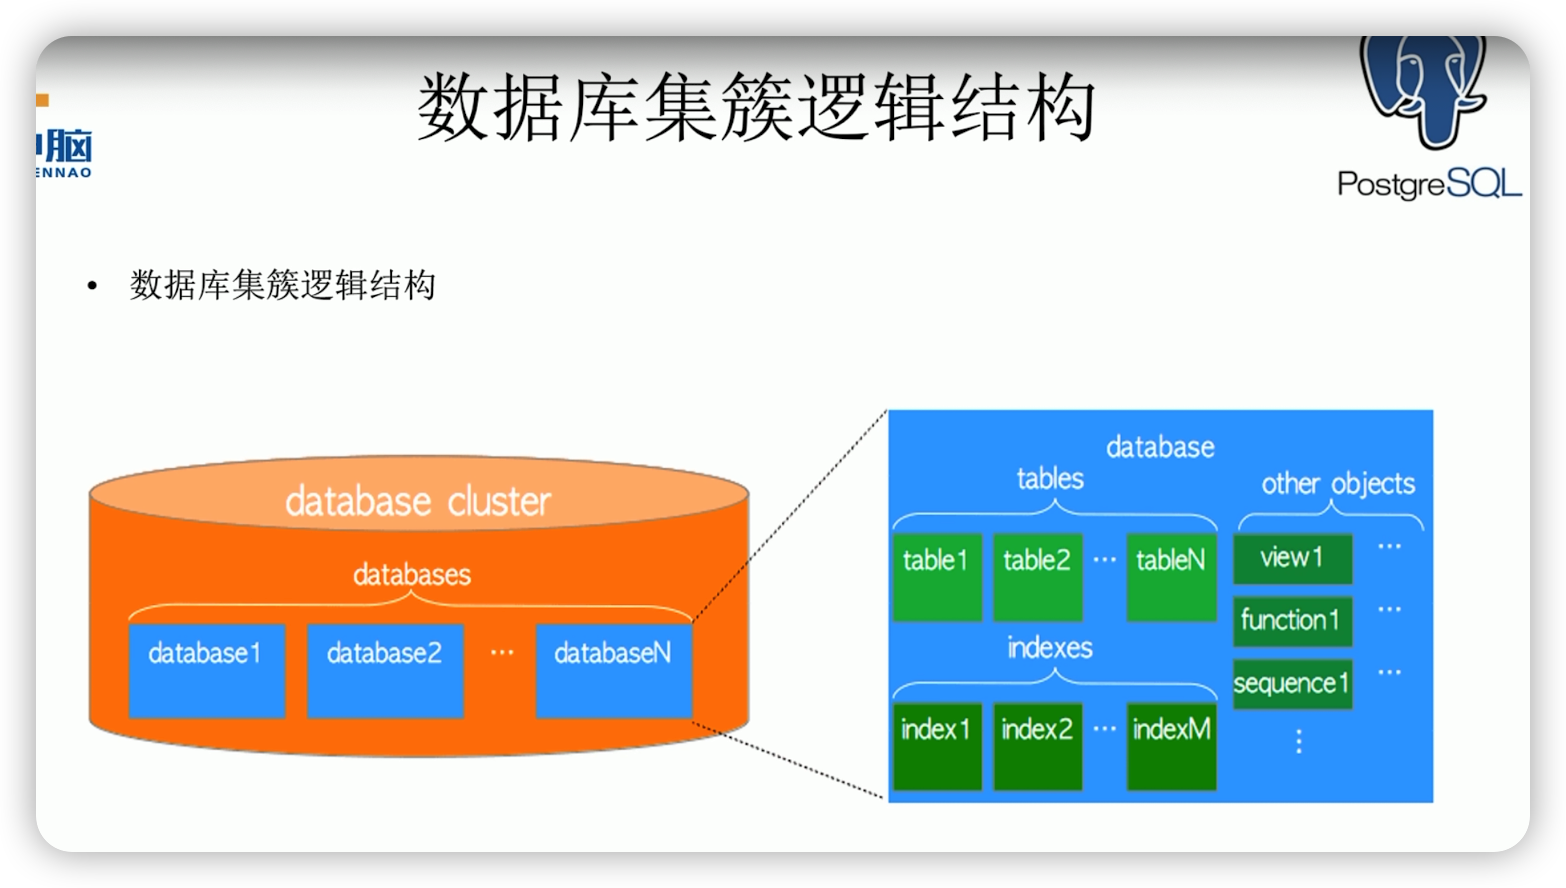 数据库集簇逻辑结构
脑
ENNAO
PostgreSQL
• 数据库集簇逻辑结构
database cluster
databases
database1 database2 ... databaseN
database
tables
table1 table2 ... tableN
indexes
index1 index2 ... indexM
other objects
view1 ...
function1 ...
sequence1 ...
⋮